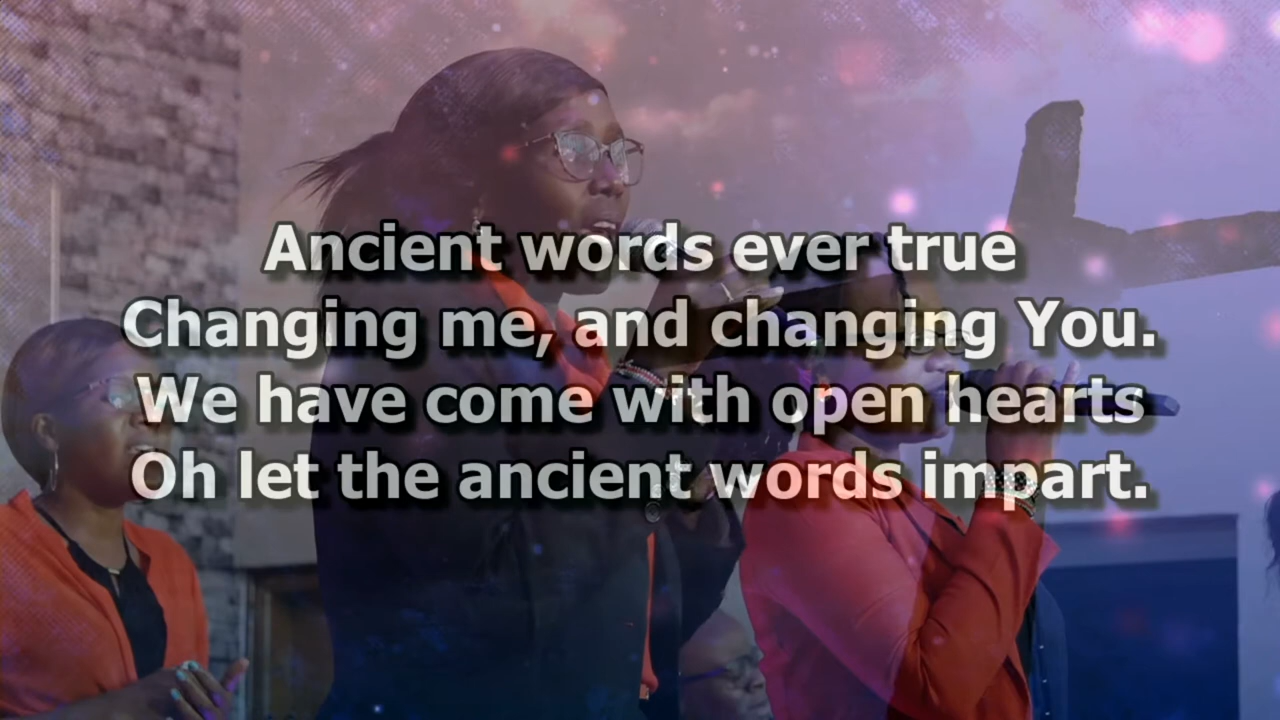 Ancient words ever true
Changing me, and changing You.
We have come with open hearts
Oh let the ancient words impart.